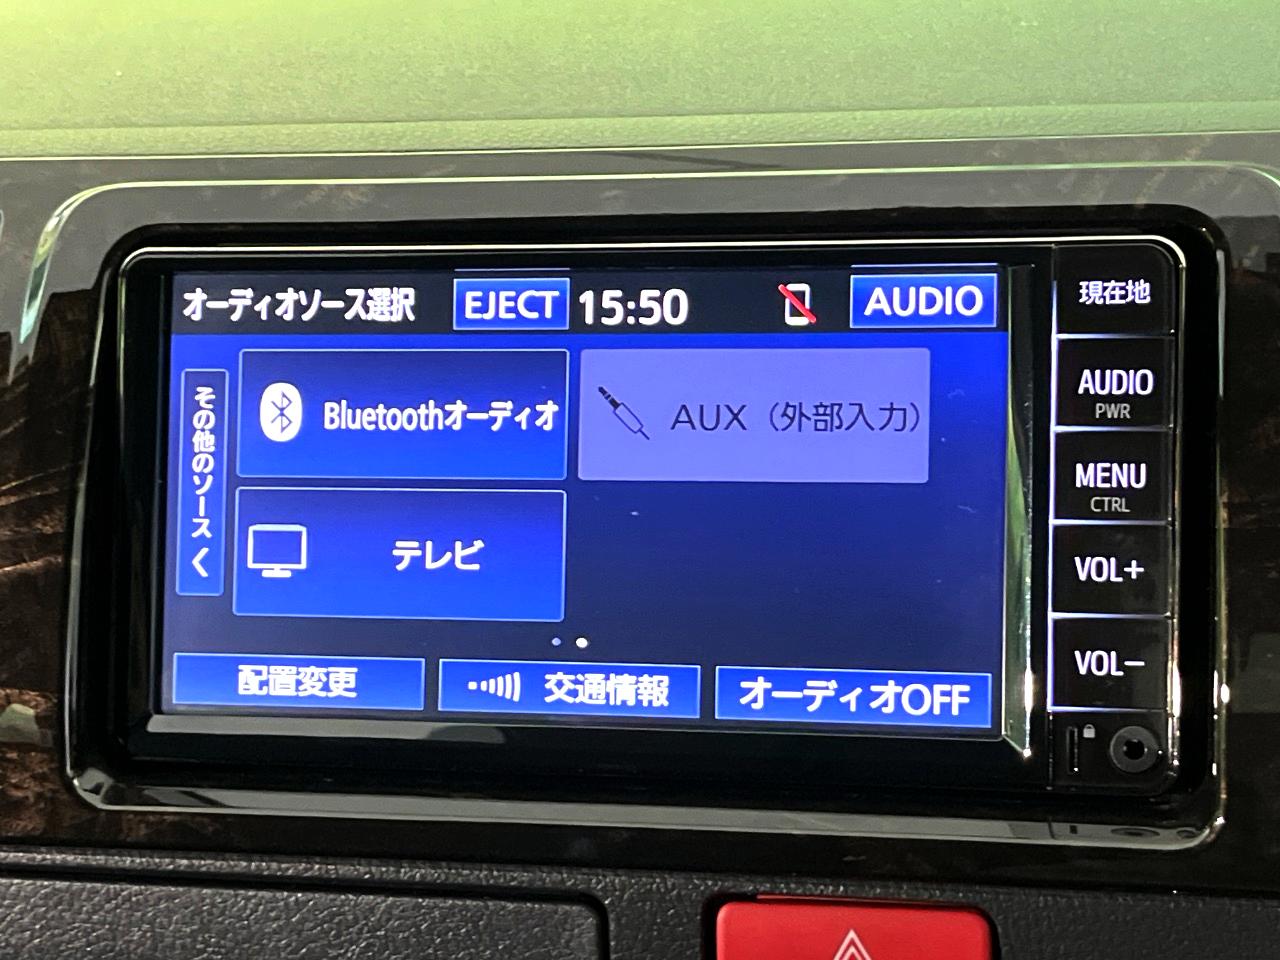 オーディオソース選択
EJECT
15:50
AUDIO
その他のソース
Bluetoothオーディオ
AUX（外部入力）
テレビ
配置変更
交通情報
オーディオOFF
現在地
AUDIO
PWR
MENU
CTRL
VOL+
VOL−